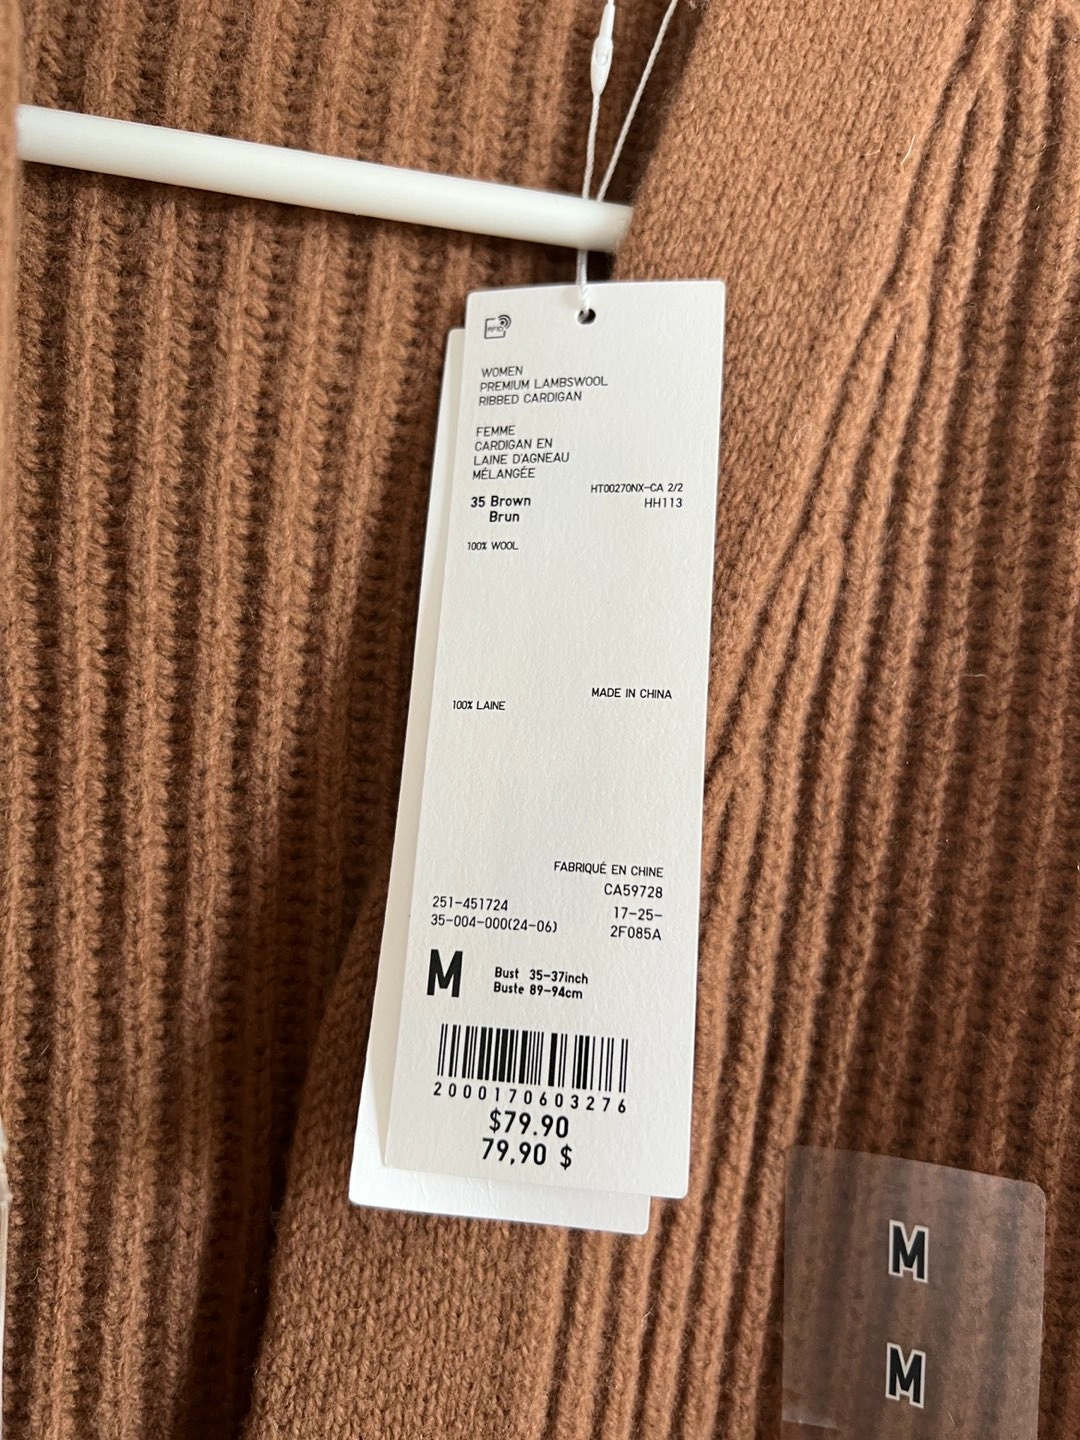 RFID
WOMEN
PREMIUM LAMBSWOOL
RIBBED CARDIGAN
FEMME
CARDIGAN EN
LAINE D'AGNEAU
MÉLANGÉE
HT00270NX-CA 2/2
35 Brown
HH113
Brun
100% WOOL
MADE IN CHINA
100% LAINE
FABRIQUÉ EN CHINE
CA59728
251-451724
17-25-
35-004-000(24-06)
2F085A
M
Bust 35-37inch
Buste 89-94cm
2000170603276
$79.90
79,90 $
M
M